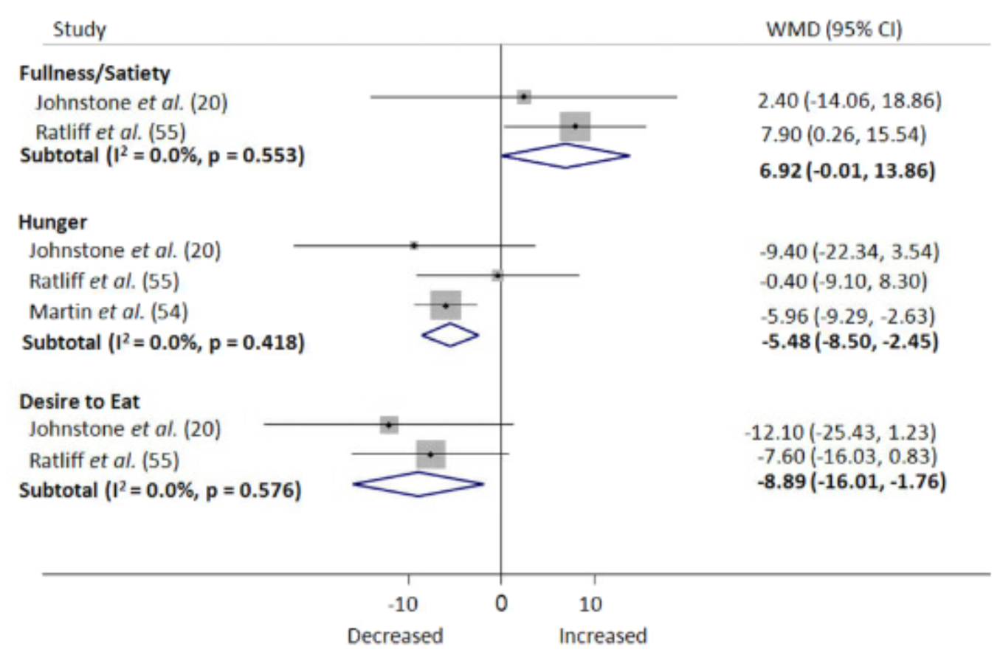 Study WMD (95% CI)
Fullness/Satiety
Johnstone et al. (20) 2.40 (-14.06, 18.86)
Ratliff et al. (55) 7.90 (0.26, 15.54)
Subtotal (I² = 0.0%, p = 0.553) 6.92 (-0.01, 13.86)
Hunger
Johnstone et al. (20) -9.40 (-22.34, 3.54)
Ratliff et al. (55) -0.40 (-9.10, 8.30)
Martin et al. (54) -5.96 (-9.29, -2.63)
Subtotal (I² = 0.0%, p = 0.418) -5.48 (-8.50, -2.45)
Desire to Eat
Johnstone et al. (20) -12.10 (-25.43, 1.23)
Ratliff et al. (55) -7.60 (-16.03, 0.83)
Subtotal (I² = 0.0%, p = 0.576) -8.89 (-16.01, -1.76)
-10 0 10
Decreased Increased